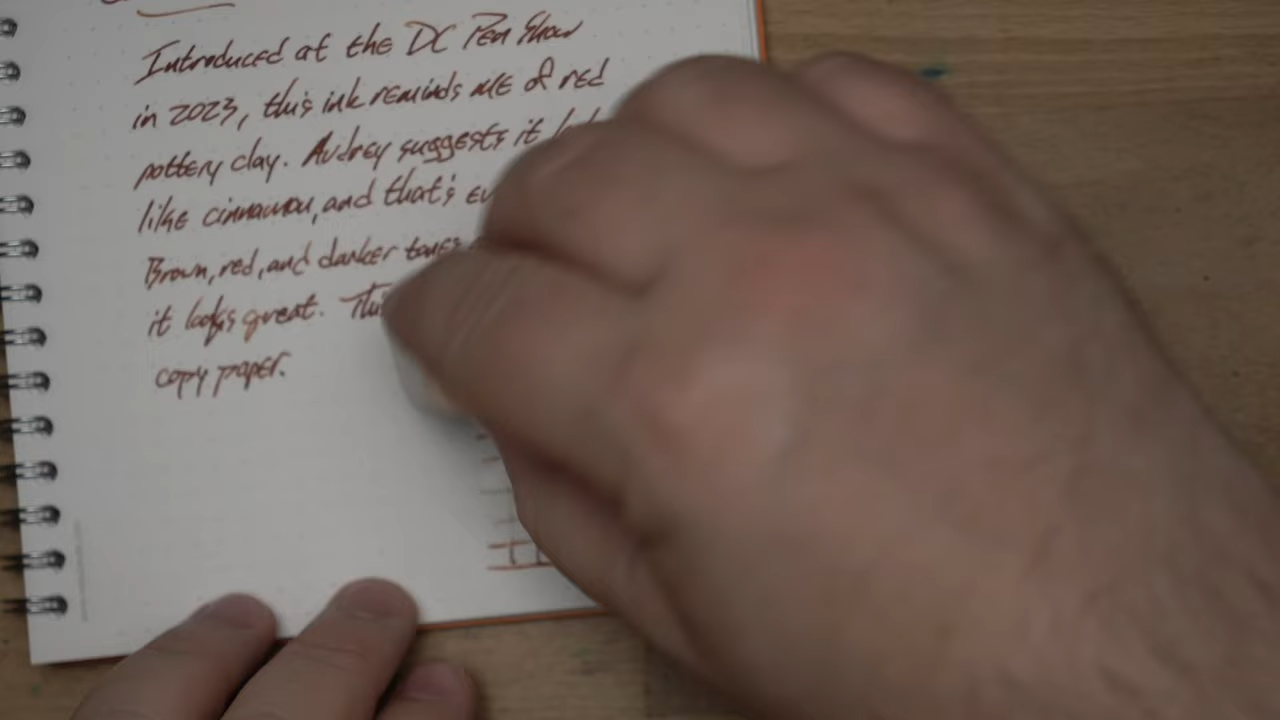 Introduced at the DC Pen Show
in 2023, this ink reminds me of red
pottery clay. Audrey suggests it
like cinnamon, and that's
Brown, red, and darker tones
it looks great.
copy paper.